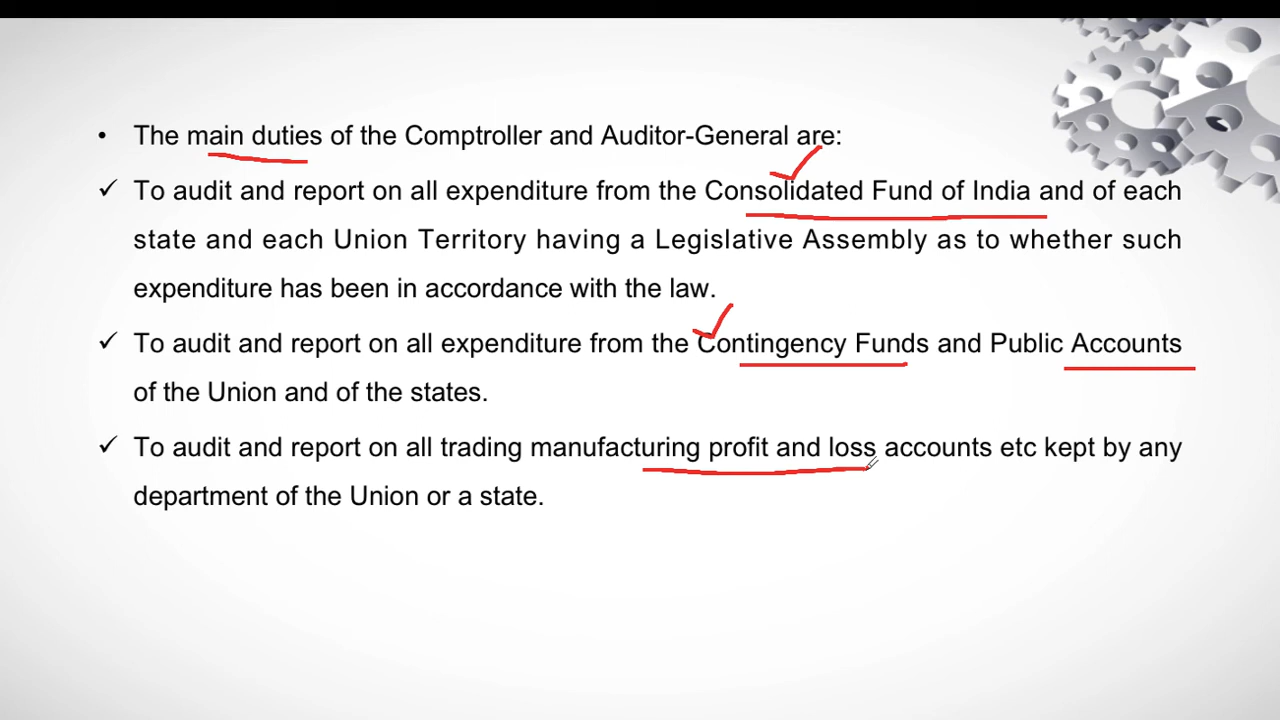 • The main duties of the Comptroller and Auditor-General are:
✓ To audit and report on all expenditure from the Consolidated Fund of India and of each
state and each Union Territory having a Legislative Assembly as to whether such
expenditure has been in accordance with the law.
✓ To audit and report on all expenditure from the Contingency Funds and Public Accounts
of the Union and of the states.
✓ To audit and report on all trading manufacturing profit and loss accounts etc kept by any
department of the Union or a state.